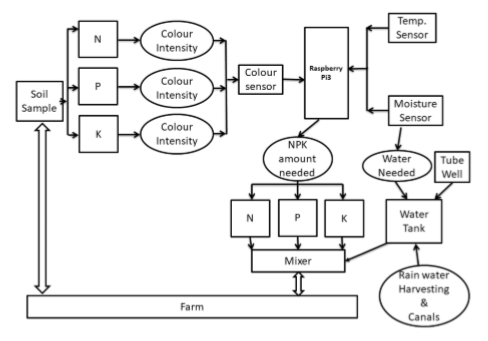 N
P
K
Soil
Sample
Colour
Intensity
Colour
Intensity
Colour
Intensity
Colour
sensor
Raspberry
Pi3
Temp.
Sensor
Moisture
Sensor
NPK
amount
needed
Water
Needed
Tube
Well
N
P
K
Water
Tank
Mixer
Rain water
Harvesting
&
Canals
Farm